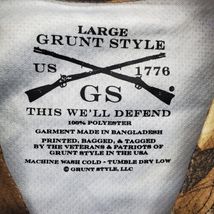 LARGE
GRUNT STYLE
US 1776
GS
THIS WE'LL DEFEND
100% POLYESTER
GARMENT MADE IN BANGLADESH
PRINTED, BAGGED, & TAGGED
BY THE VETERANS & PATRIOTS OF
GRUNT STYLE IN THE USA
MACHINE WASH COLD - TUMBLE DRY LOW
© GRUNT STYLE, LLC